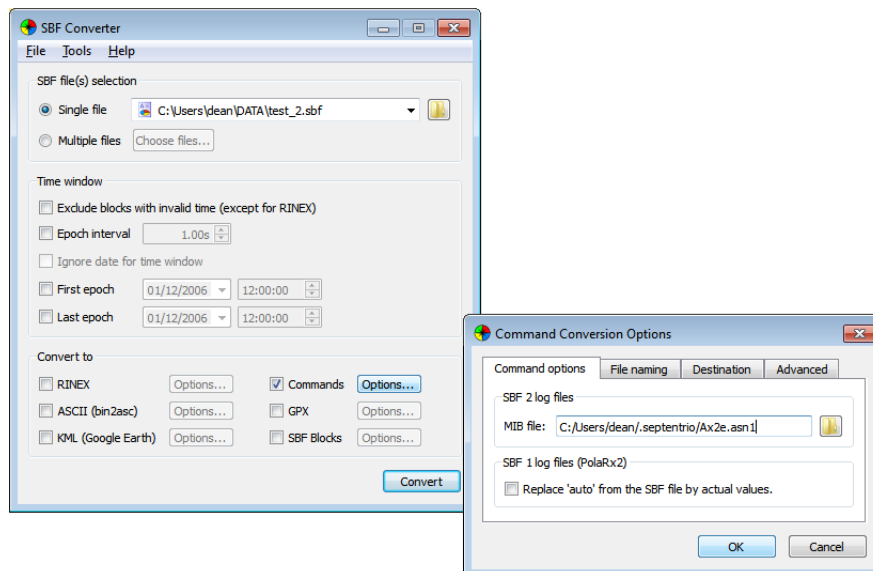 SBF Converter
File Tools Help
SBF file(s) selection
Single file C:\Users\dean\DATA\test_2.sbf
Multiple files Choose files...
Time window
Exclude blocks with invalid time (except for RINEX)
Epoch interval 1.00s
Ignore date for time window
First epoch 01/12/2006 12:00:00
Last epoch 01/12/2006 12:00:00
Convert to
RINEX Options... Commands Options...
ASCII (bin2asc) Options... GPX Options...
KML (Google Earth) Options... SBF Blocks Options...
Convert
Command Conversion Options
Command options File naming Destination Advanced
SBF 2 log files
MIB file: C:/Users/dean/.septentrio/Ax2e.asn1
SBF 1 log files (PolaRx2)
Replace 'auto' from the SBF file by actual values.
OK Cancel